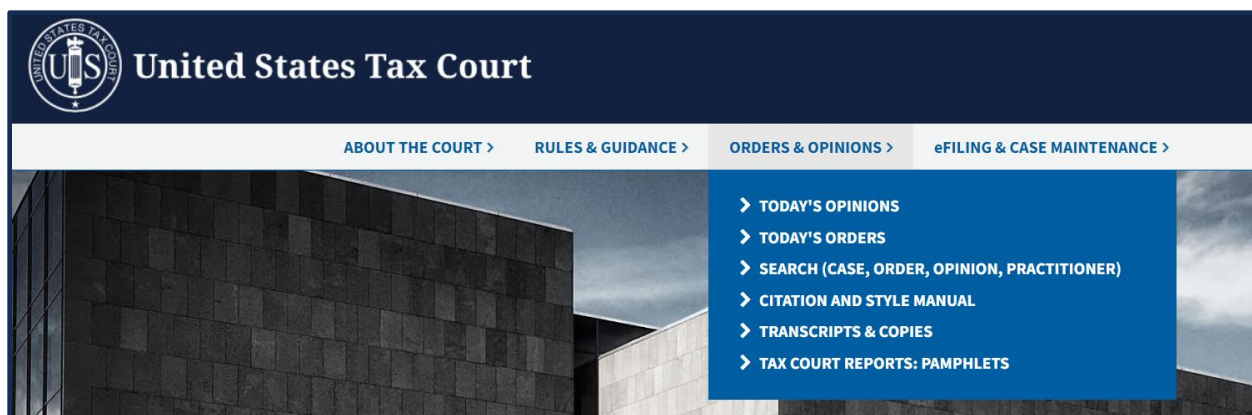 UNITED STATES TAX COURT
US
United States Tax Court
ABOUT THE COURT >
RULES & GUIDANCE >
ORDERS & OPINIONS >
eFILING & CASE MAINTENANCE >
TODAY'S OPINIONS
TODAY'S ORDERS
SEARCH (CASE, ORDER, OPINION, PRACTITIONER)
CITATION AND STYLE MANUAL
TRANSCRIPTS & COPIES
TAX COURT REPORTS: PAMPHLETS